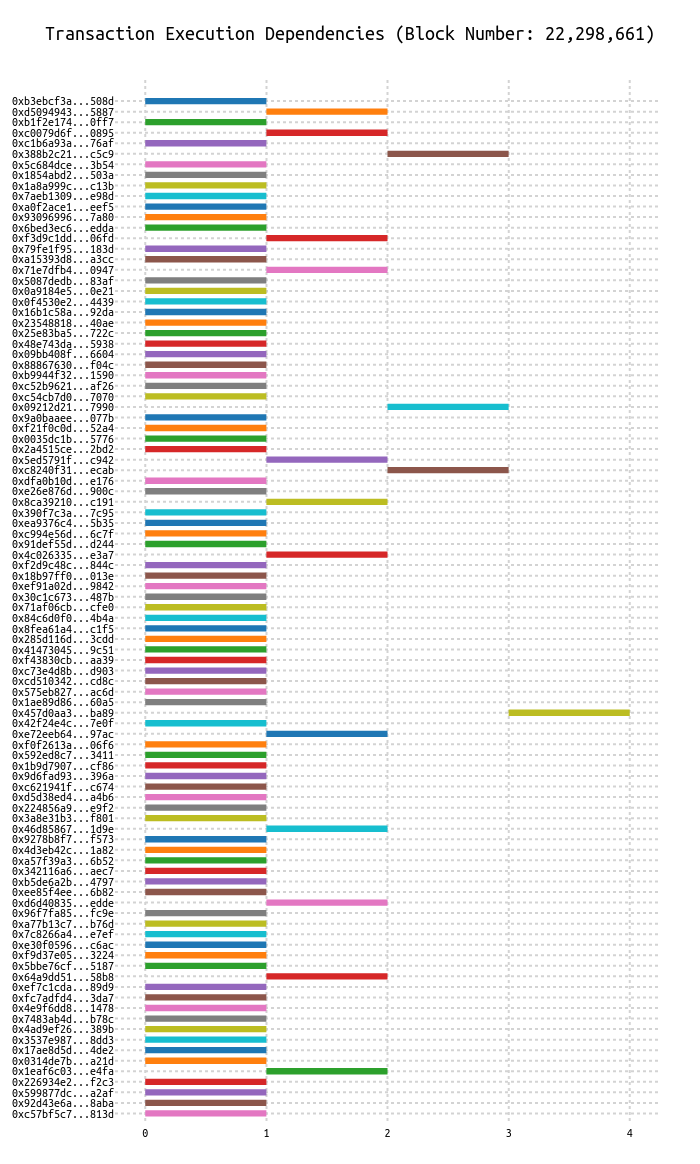 Transaction Execution Dependencies (Block Number: 22,298,661)
0xb3ebcf3a...508d
0xd5094943...5887
0xb1f2e174...0ff7
0xc0079d6f...0895
0xc1b6a93a...76af
0x388b2c21...c5c9
0x5c684dce...3b54
0x1854abd2...503a
0x1a8a999c...c13b
0x7aeb1309...e98d
0xa0f2ace1...eef5
0x93096996...7a80
0x6bed3ec6...edda
0xf3d9c1dd...06fd
0x79fe1f95...183d
0xa15393d8...a3cc
0x71e7dfb4...0947
0x5087dedb...83af
0x0a9184e5...0e21
0x0f4530e2...4439
0x16b1c58a...92da
0x23548818...40ae
0x25e83ba5...722c
0x48e743da...5938
0x09bb408f...6604
0x88867630...f04c
0xb9944f32...1590
0xc52b9621...af26
0xc54cb7d0...7070
0x09212d21...7990
0x9a0baaee...077b
0xf21f0c0d...52a4
0x0035dc1b...5776
0x2a4515ce...2bd2
0x5ed5791f...c942
0xc8240f31...ecab
0xdfa0b10d...e176
0xe26e876d...900c
0x8ca39210...c191
0x390f7c3a...7c95
0xea9376c4...5b35
0xc994e56d...6c7f
0x91def55d...d244
0x4c026335...e3a7
0xf2d9c48c...844c
0x18b97ff0...013e
0xef91a02d...9842
0x30c1c673...487b
0x71af06cb...cfe0
0x84c6d0f0...4b4a
0x8fea61a4...c1f5
0x285d116d...3cdd
0x41473045...9c51
0xf43830cb...aa39
0xc73e4d8b...d903
0xcd510342...cd8c
0x575eb827...ac6d
0x1ae89d86...60a5
0x457d0aa3...ba89
0x42f24e4c...7e0f
0xe72eeb64...97ac
0xf0f2613a...06f6
0x592ed8c7...3411
0x1b9d7907...cf86
0x9d6fad93...396a
0xc621941f...c674
0xd5d38ed4...a4b6
0x224856a9...e9f2
0x3a8e31b3...f801
0x46d85867...1d9e
0x9278b8f7...f573
0x4d3eb42c...1a82
0xa57f39a3...6b52
0x342116a6...aec7
0xb5de6a2b...4797
0xee85f4ee...6b82
0xd6d40835...edde
0x96f7fa85...fc9e
0xa77b13c7...b76d
0x7c8266a4...e7ef
0xe30f0596...c6ac
0xf9d37e05...3224
0x5bbe76cf...5187
0x64a9dd51...58b8
0xef7c1cda...89d9
0xfc7adfd4...3da7
0x4e9f6dd8...1478
0x7483ab4d...b78c
0x4ad9ef26...389b
0x3537e987...8dd3
0x17ae8d5d...4de2
0x0314de7b...a21d
0x1eaf6c03...e4fa
0x226934e2...f2c3
0x599877dc...a2af
0x92d43e6a...8aba
0xc57bf5c7...813d
0 1 2 3 4